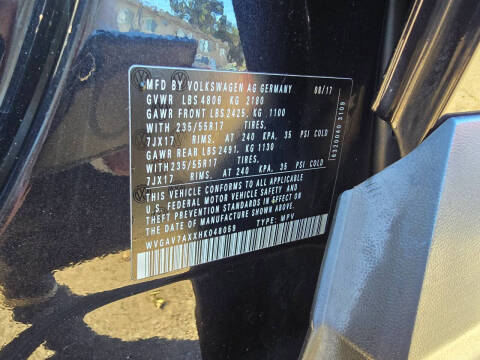 MFD BY VOLKSWAGEN AG GERMANY 08/17
GVWR LBS 4806 KG 2180
GAWR FRONT LBS 2425, KG 1100
WITH 235/55R17 TIRES,
7JX17 RIMS, AT 240 KPA, 35 PSI COLD
GAWR REAR LBS 2491, KG 1130
WITH 235/55R17 TIRES,
7JX17 RIMS, AT 240 KPA, 35 PSI COLD
THIS VEHICLE CONFORMS TO ALL APPLICABLE
U.S. FEDERAL MOTOR VEHICLE SAFETY AND
THEFT PREVENTION STANDARDS IN EFFECT ON
THE DATE OF MANUFACTURE SHOWN ABOVE.
WVGAV7AXXHK048059 TYPE: MPV
6320060 3109